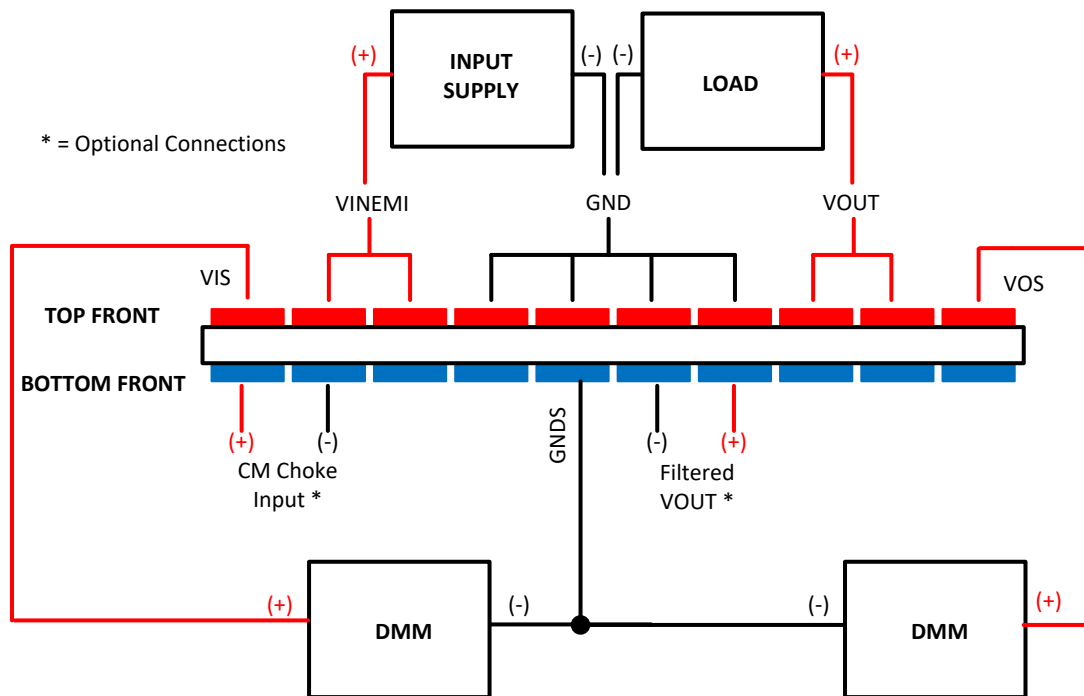 (+)
INPUT
SUPPLY
(-)
(-)
LOAD
(+)
* = Optional Connections
VINEMI
GND
VOUT
VIS
VOS
TOP FRONT
BOTTOM FRONT
(+)
(-)
CM Choke
Input *
GNDS
(-)
(+)
Filtered
VOUT *
(+)
DMM
(-)
(-)
DMM
(+)